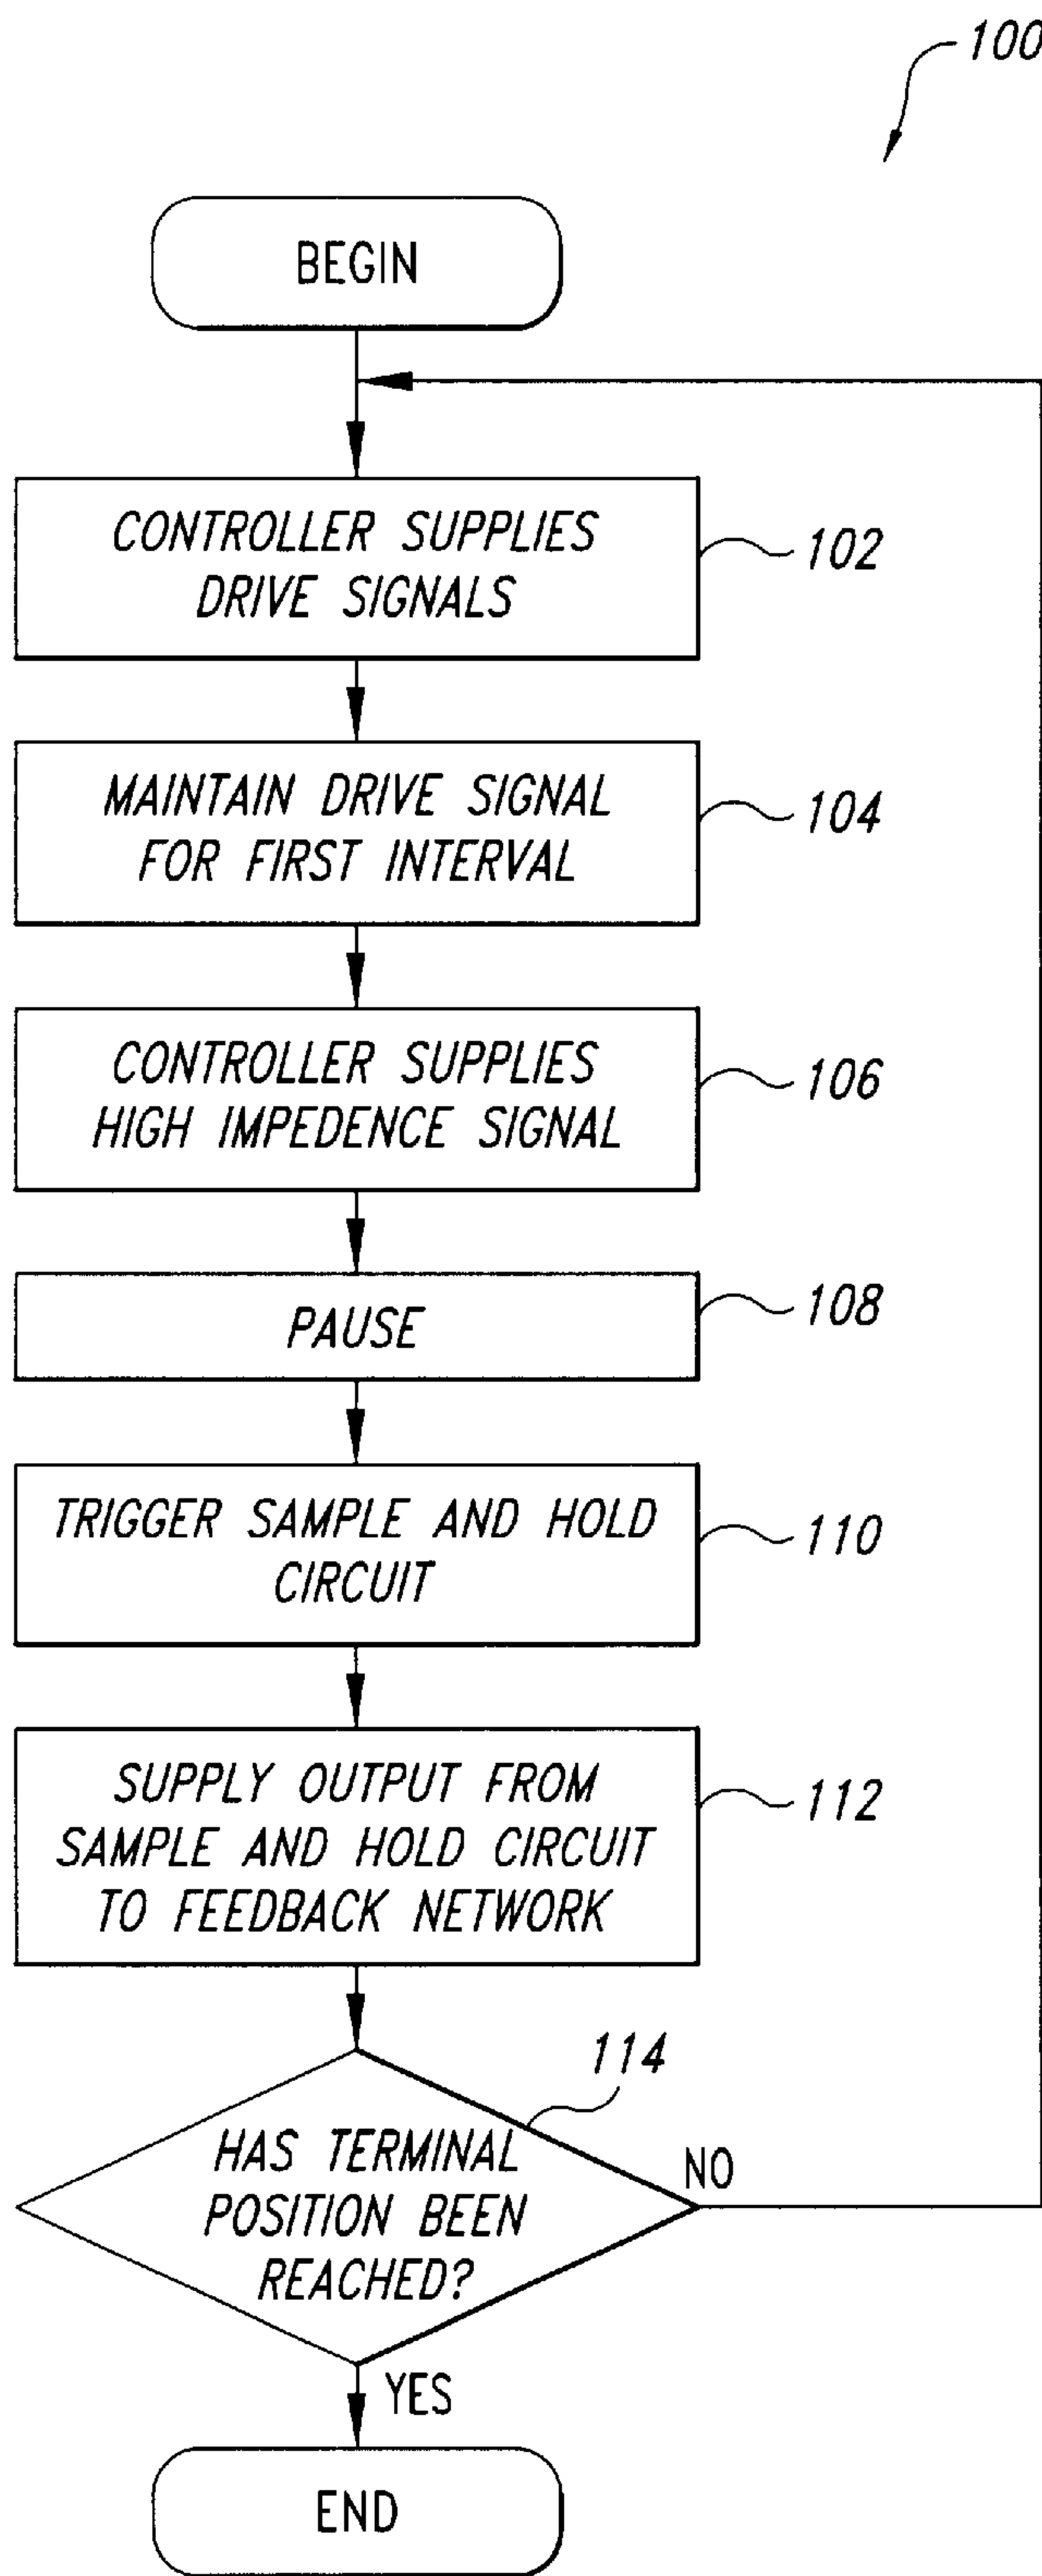 100
BEGIN
CONTROLLER SUPPLIES
DRIVE SIGNALS
102
MAINTAIN DRIVE SIGNAL
FOR FIRST INTERVAL
104
CONTROLLER SUPPLIES
HIGH IMPEDENCE SIGNAL
106
PAUSE
108
TRIGGER SAMPLE AND HOLD
CIRCUIT
110
SUPPLY OUTPUT FROM
SAMPLE AND HOLD CIRCUIT
TO FEEDBACK NETWORK
112
114
HAS TERMINAL
POSITION BEEN
REACHED?
NO
YES
END